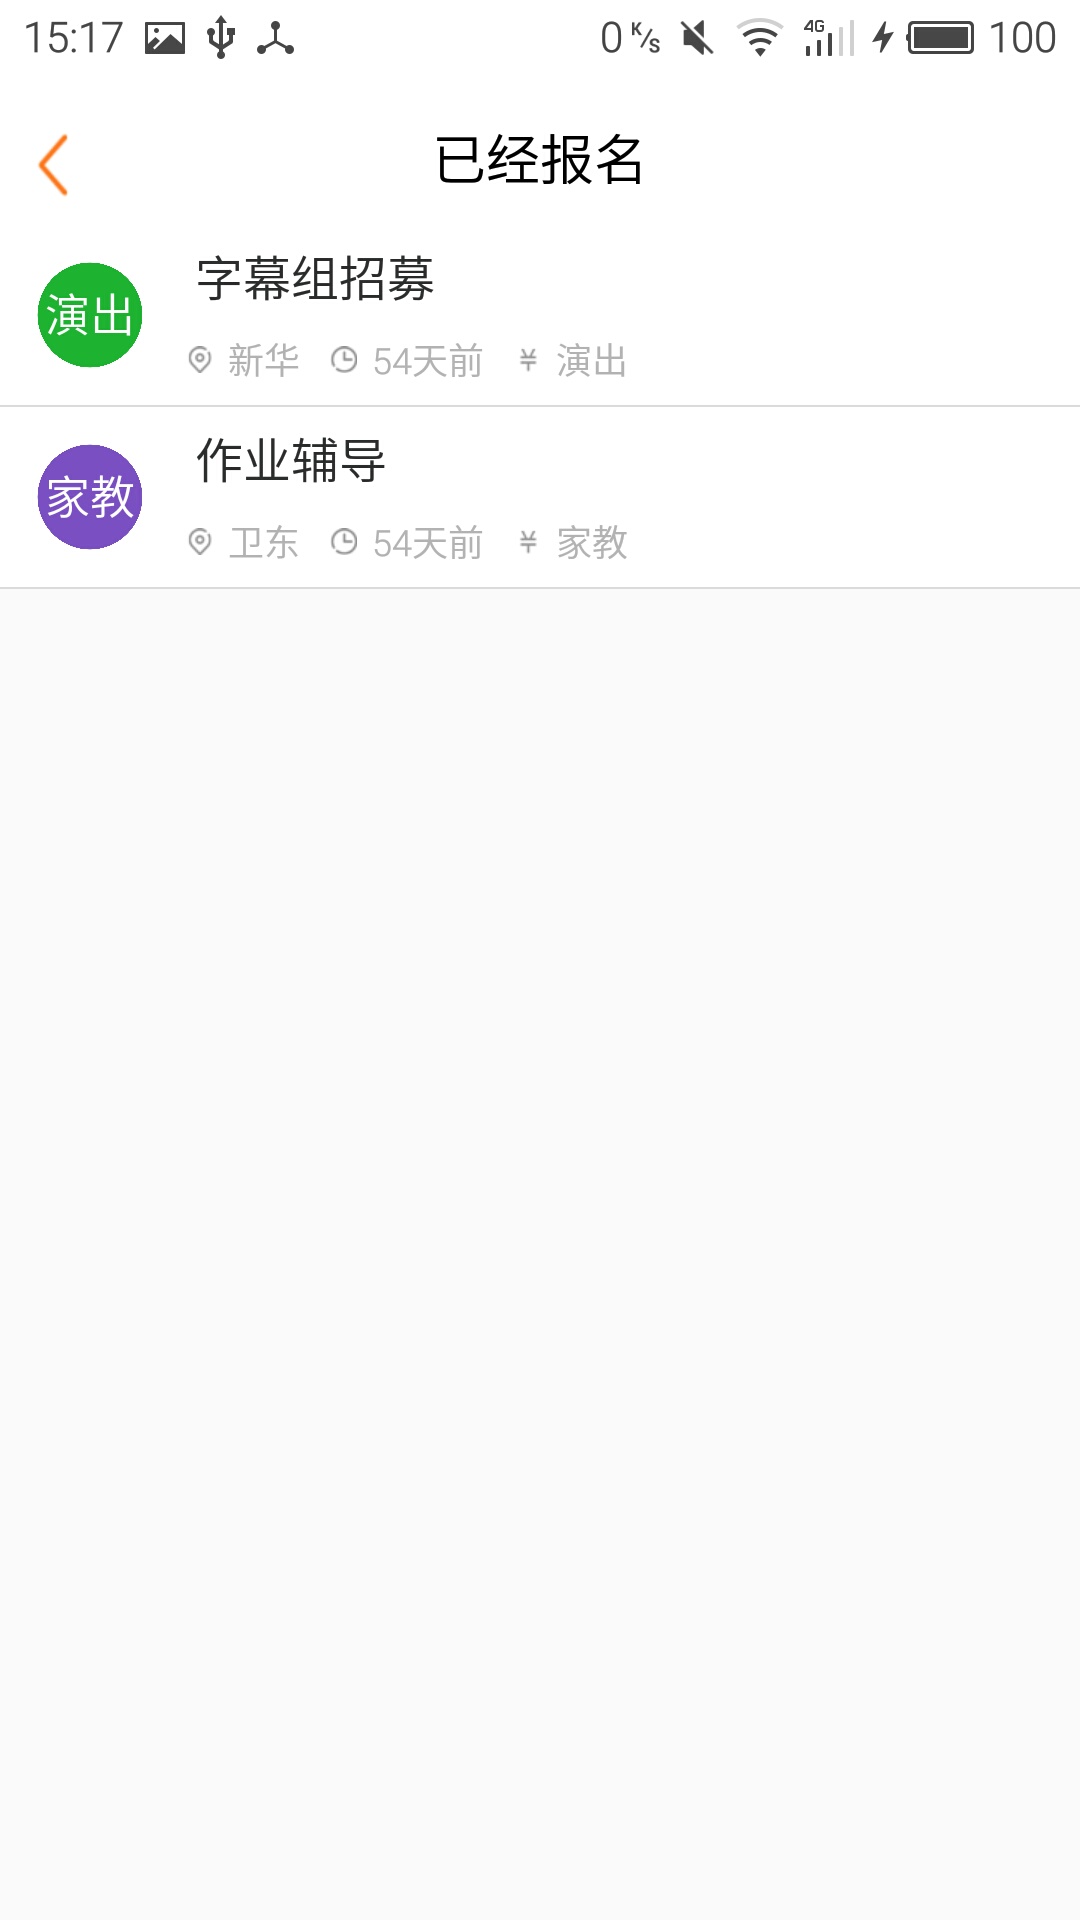 15:17 0 K/s 4G 100
已经报名
演出 字幕组招募
新华 54天前 ¥ 演出
家教 作业辅导
卫东 54天前 ¥ 家教